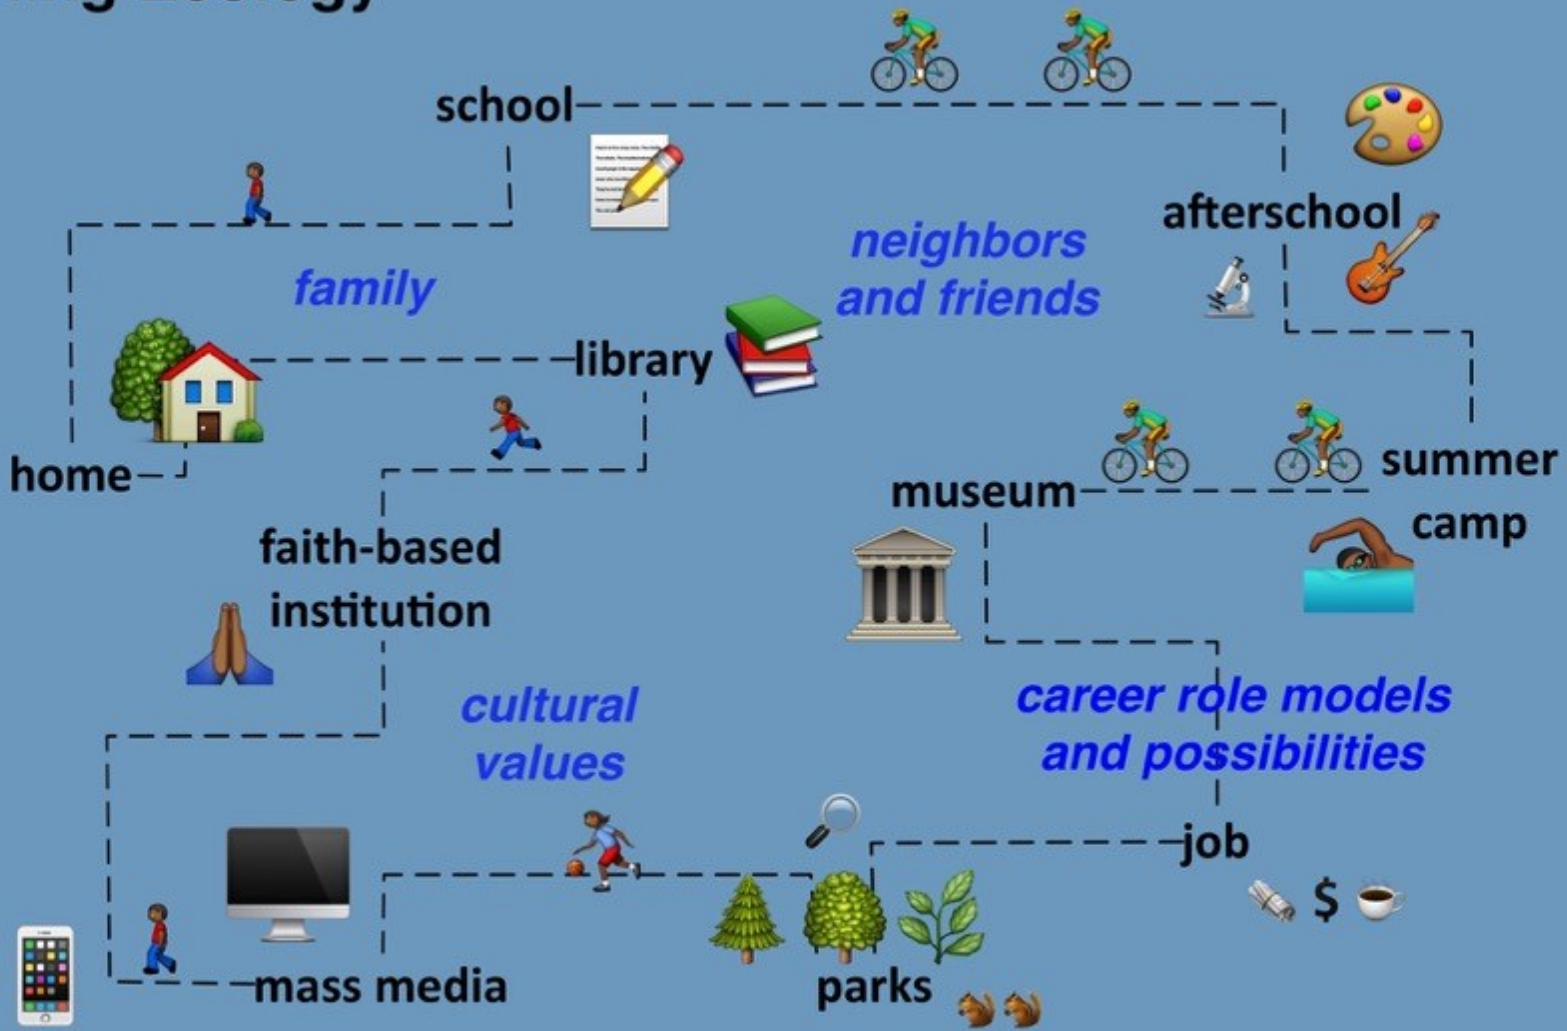 Ecology
school
afterschool
neighbors
and friends
family
library
home
summer
camp
museum
faith-based
institution
cultural
values
career role models
and possibilities
job
$
mass media
parks